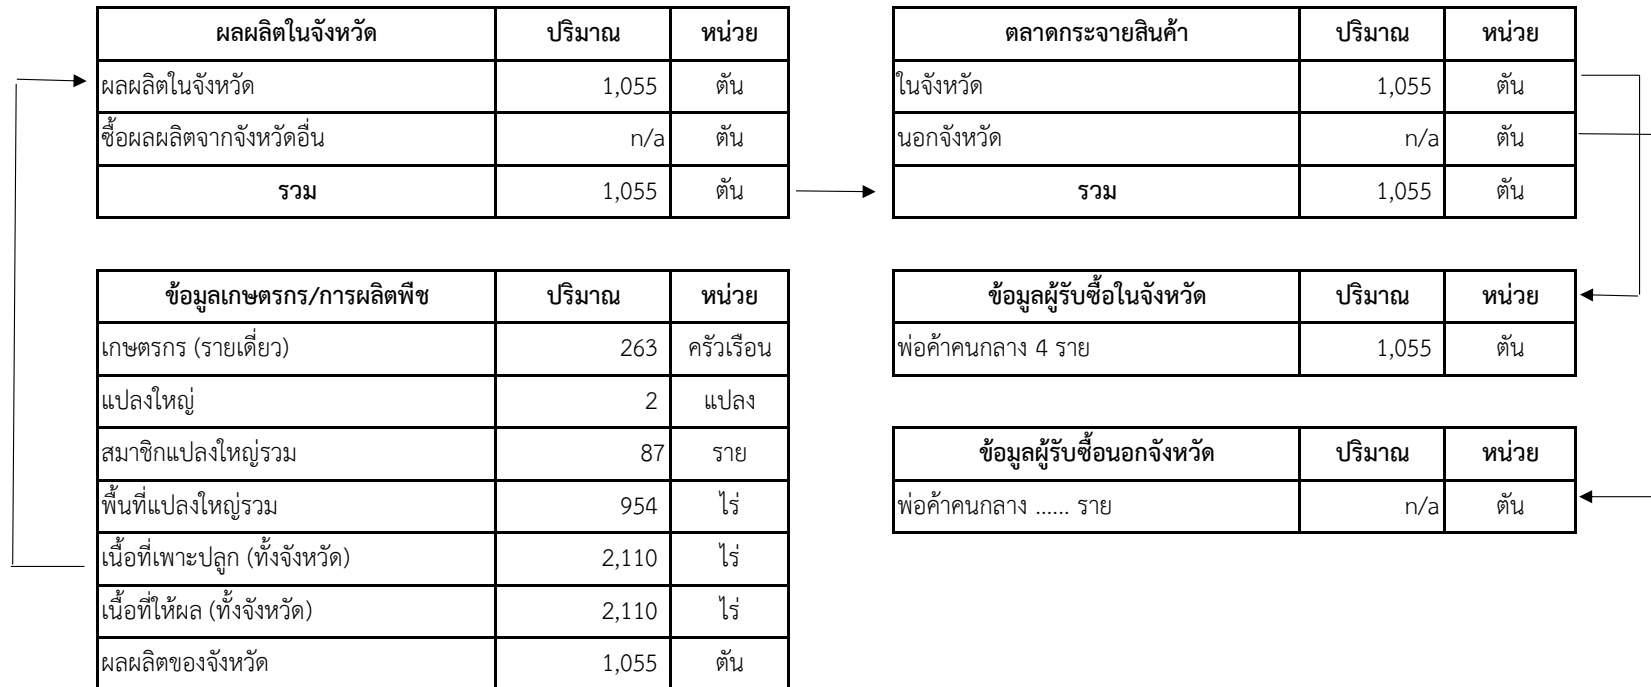 ผลผลิตในจังหวัด ปริมาณ หน่วย
ผลผลิตในจังหวัด 1,055 ตัน
ซื้อผลผลิตจากจังหวัดอื่น n/a ตัน
รวม 1,055 ตัน
ตลาดกระจายสินค้า ปริมาณ หน่วย
ในจังหวัด 1,055 ตัน
นอกจังหวัด n/a ตัน
รวม 1,055 ตัน
ข้อมูลเกษตรกร/การผลิตพืช ปริมาณ หน่วย
เกษตรกร (รายเดี่ยว) 263 ครัวเรือน
แปลงใหญ่ 2 แปลง
สมาชิกแปลงใหญ่รวม 87 ราย
พื้นที่แปลงใหญ่รวม 954 ไร่
เนื้อที่เพาะปลูก (ทั้งจังหวัด) 2,110 ไร่
เนื้อที่ให้ผล (ทั้งจังหวัด) 2,110 ไร่
ผลผลิตของจังหวัด 1,055 ตัน
ข้อมูลผู้รับซื้อในจังหวัด ปริมาณ หน่วย
พ่อค้าคนกลาง 4 ราย 1,055 ตัน
ข้อมูลผู้รับซื้อนอกจังหวัด ปริมาณ หน่วย
พ่อค้าคนกลาง ...... ราย n/a ตัน